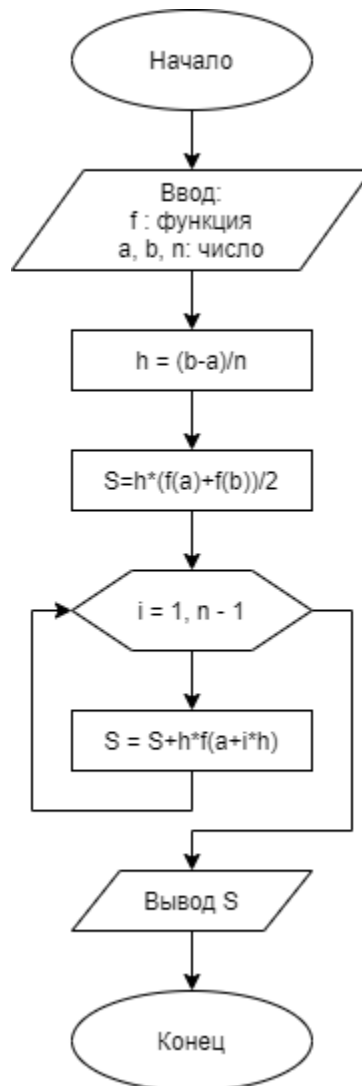 Начало
Ввод:
f : функция
a, b, n: число
h = (b-a)/n
S=h*(f(a)+f(b))/2
i = 1, n - 1
S = S+h*f(a+i*h)
Вывод S
Конец